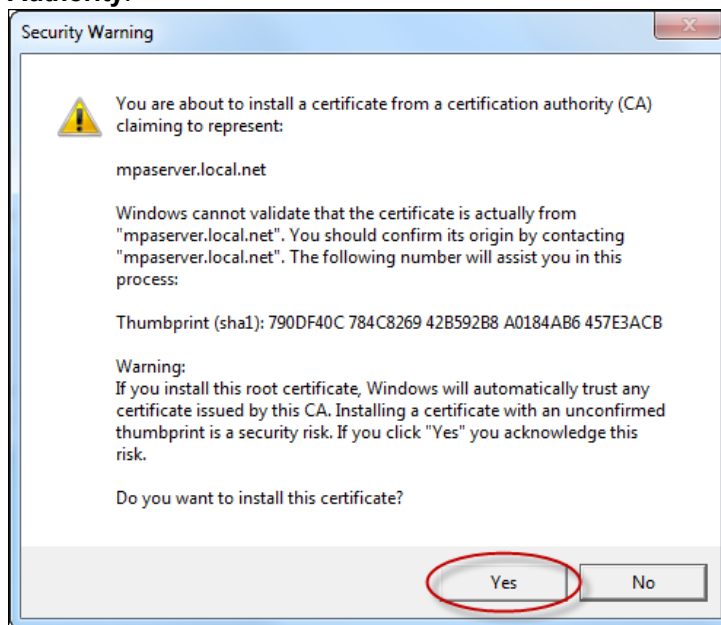 Authority.
Security Warning
You are about to install a certificate from a certification authority (CA)
claiming to represent:
mpaserver.local.net
Windows cannot validate that the certificate is actually from
"mpaserver.local.net". You should confirm its origin by contacting
"mpaserver.local.net". The following number will assist you in this
process:
Thumbprint (sha1): 790DF40C 784C8269 42B592B8 A0184AB6 457E3ACB
Warning:
If you install this root certificate, Windows will automatically trust any
certificate issued by this CA. Installing a certificate with an unconfirmed
thumbprint is a security risk. If you click "Yes" you acknowledge this
risk.
Do you want to install this certificate?
Yes No